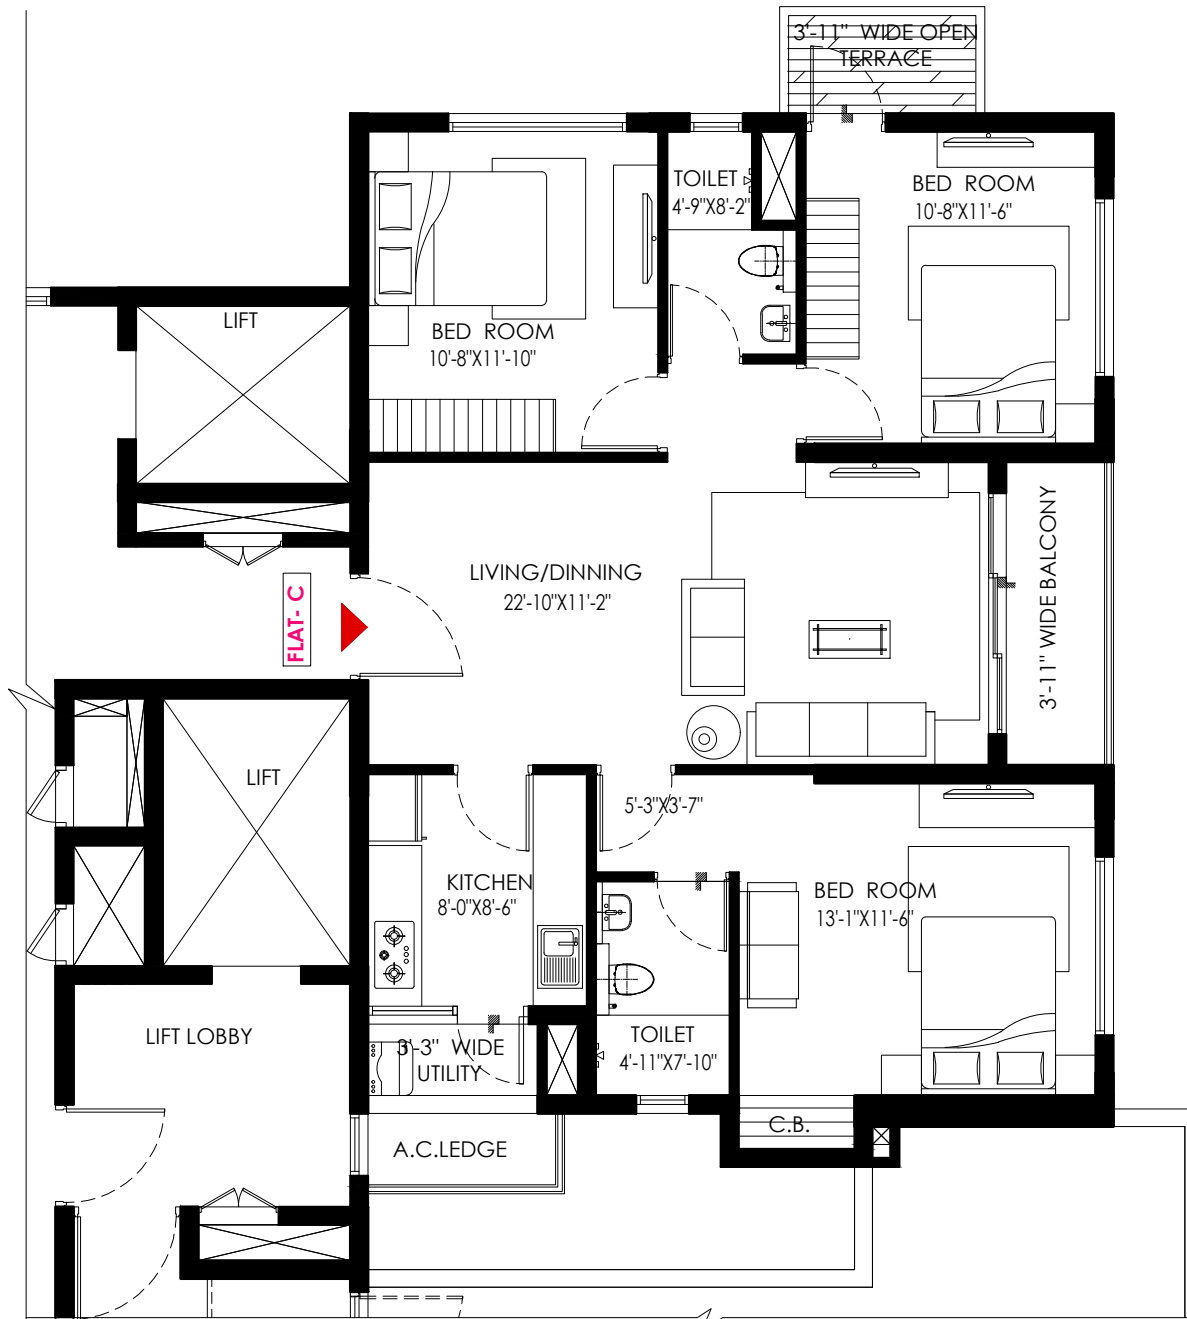 3'-11" WIDE OPEN
TERRACE
TOILET
4'-9"X8'-2"
BED ROOM
10'-8"X11'-6"
LIFT
BED ROOM
10'-8"X11'-10"
LIVING/DINNING
22'-10"X11'-2"
FLAT- C
3'-11" WIDE BALCONY
LIFT
5'-3"X3'-7"
KITCHEN
8'-0"X8'-6"
BED ROOM
13'-1"X11'-6"
LIFT LOBBY
3'-3" WIDE
UTILITY
TOILET
4'-11"X7'-10"
C.B.
A.C.LEDGE